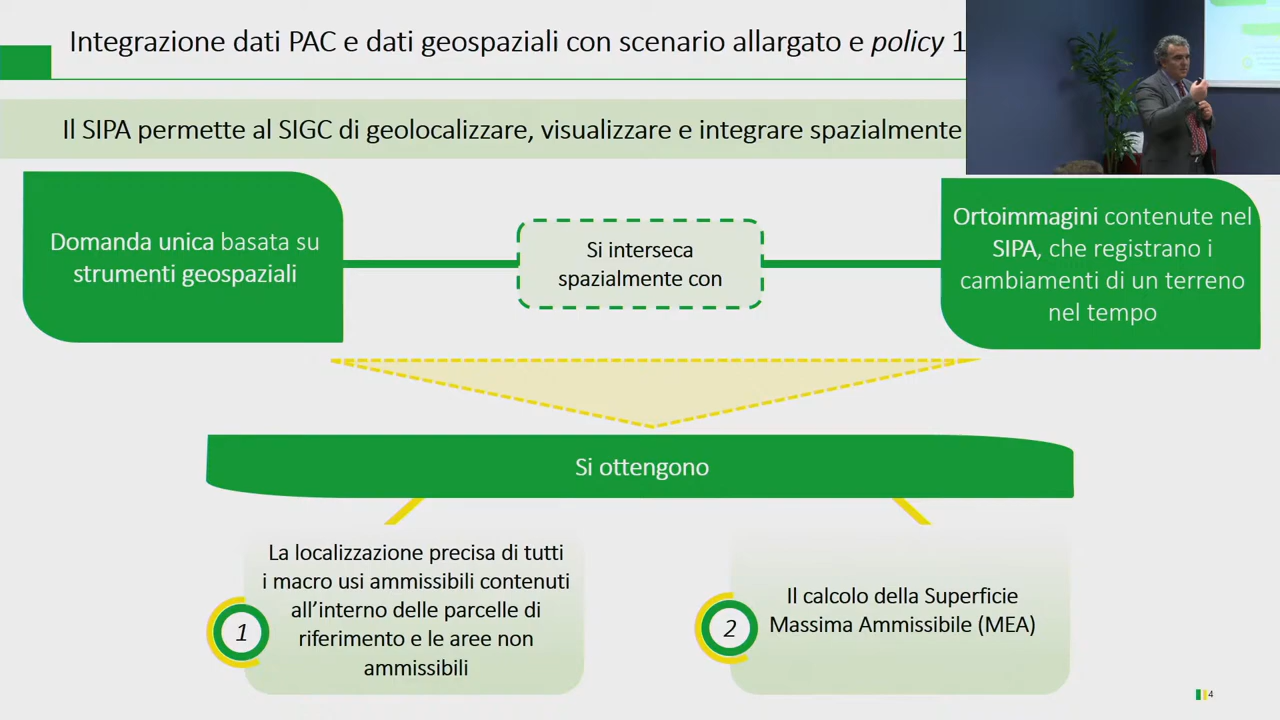 Integrazione dati PAC e dati geospaziali con scenario allargato e policy 1
Il SIPA permette al SIGC di geolocalizzare, visualizzare e integrare spazialmente
Domanda unica basata su
strumenti geospaziali
Si interseca
spazialmente con
Ortoimmagini contenute nel
SIPA, che registrano i
cambiamenti di un terreno
nel tempo
Si ottengono
1
La localizzazione precisa di tutti
i macro usi ammissibili contenuti
all'interno delle parcelle di
riferimento e le aree non
ammissibili
2
Il calcolo della Superficie
Massima Ammissibile (MEA)
4